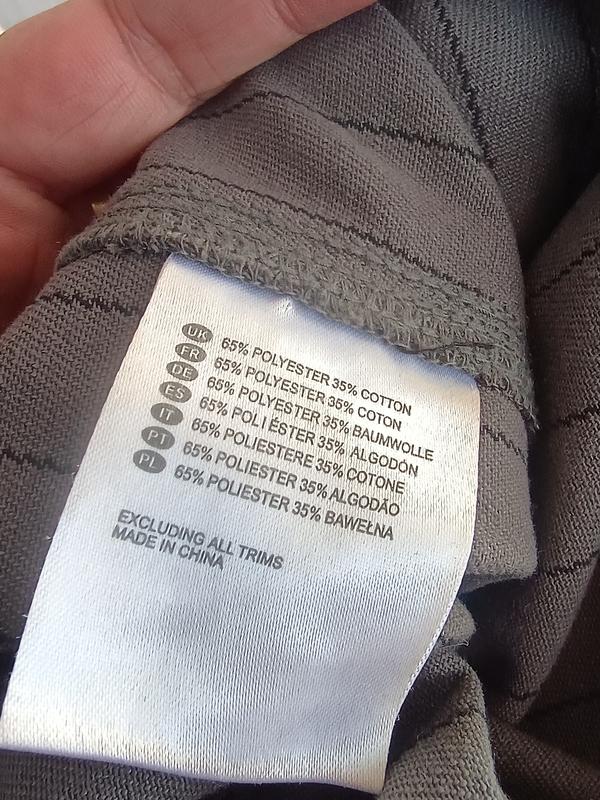 UK 65% POLYESTER 35% COTTON
FR 65% POLYESTER 35% COTON
DE 65% POLYESTER 35% BAUMWOLLE
ES 65% POLIÉSTER 35% ALGODÓN
IT 65% POLIESTERE 35% COTONE
PT 65% POLIESTER 35% ALGODÃO
PL 65% POLIESTER 35% BAWEŁNA
EXCLUDING ALL TRIMS
MADE IN CHINA